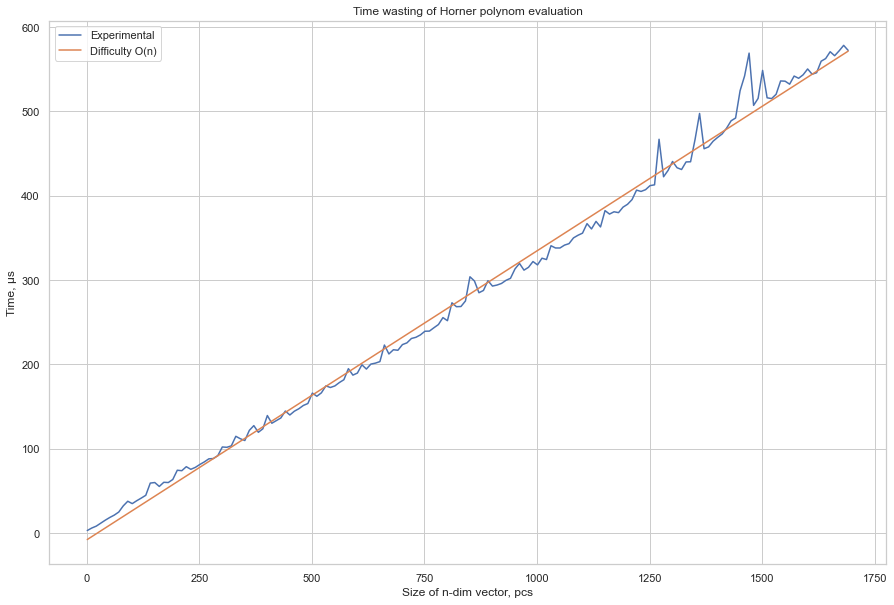 Time wasting of Horner polynom evaluation
Experimental
Difficulty O(n)
600
500
400
300
200
100
0
Time, μs
0 250 500 750 1000 1250 1500 1750
Size of n-dim vector, pcs